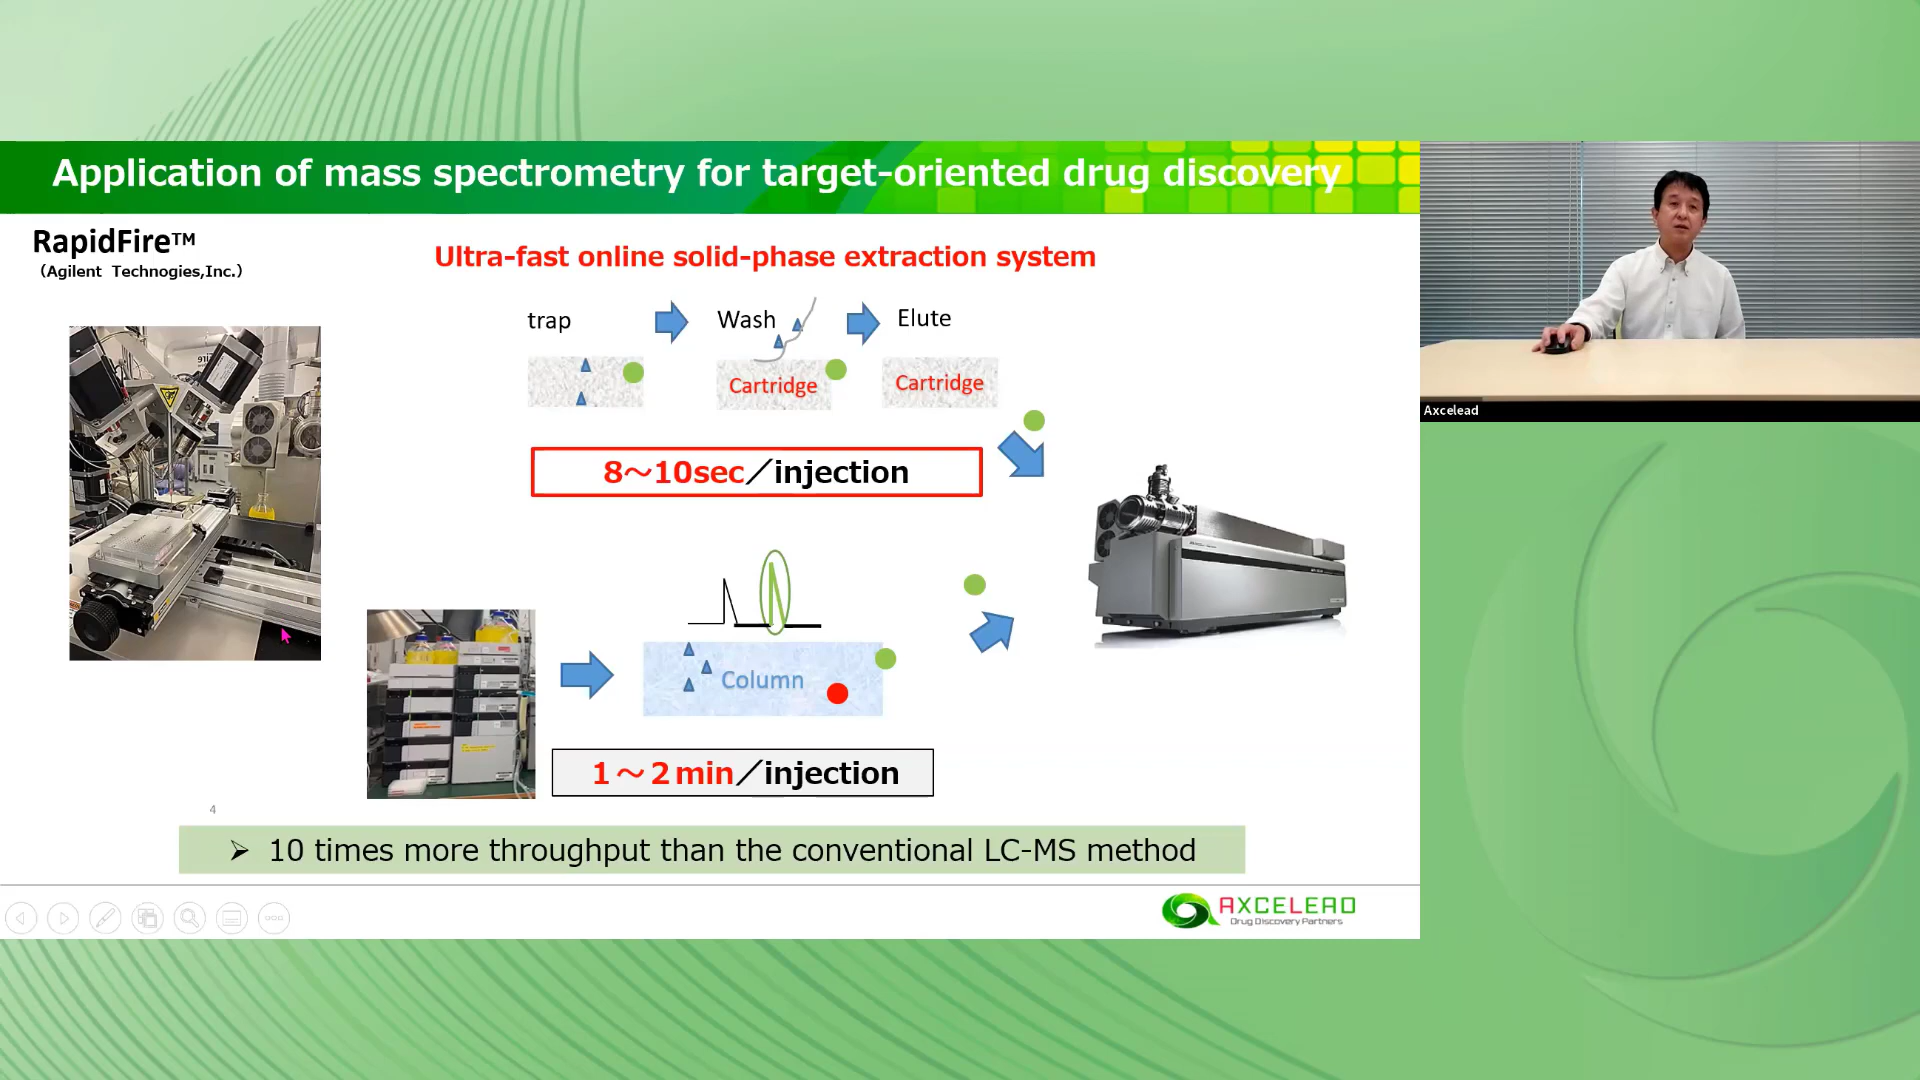 Application of mass spectrometry for target-oriented drug discovery
RapidFire™
（Agilent Technogies,Inc.）
Ultra-fast online solid-phase extraction system
trap
Wash
Elute
Cartridge
Cartridge
8～10sec／injection
Column
1～2min／injection
4
➢ 10 times more throughput than the conventional LC-MS method
AXCELEAD
Drug Discovery Partners
Axcelead